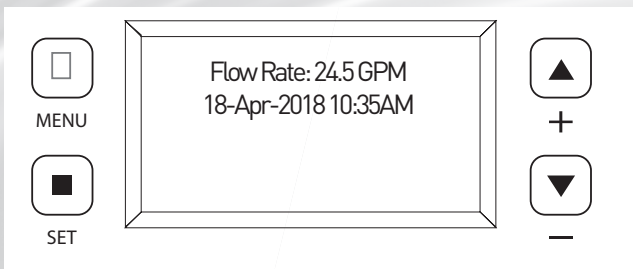 Flow Rate: 24.5 GPM
18-Apr-2018 10:35AM
MENU
+
SET
−